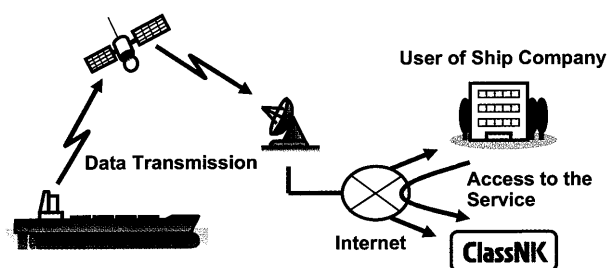 User of Ship Company
Data Transmission
Access to the
Service
Internet
ClassNK